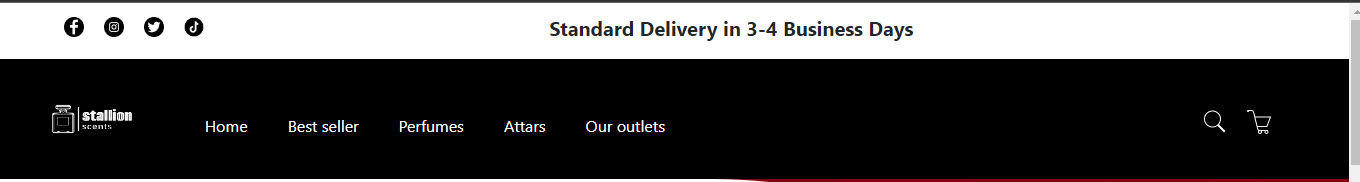 Standard Delivery in 3-4 Business Days
stallion
scents
Home Best seller Perfumes Attars Our outlets